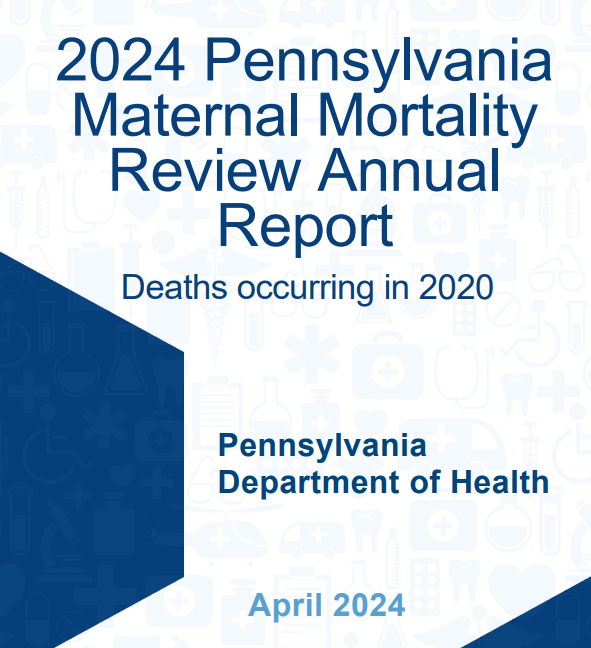 2024 Pennsylvania
Maternal Mortality
Review Annual
Report
Deaths occurring in 2020
Pennsylvania
Department of Health
April 2024